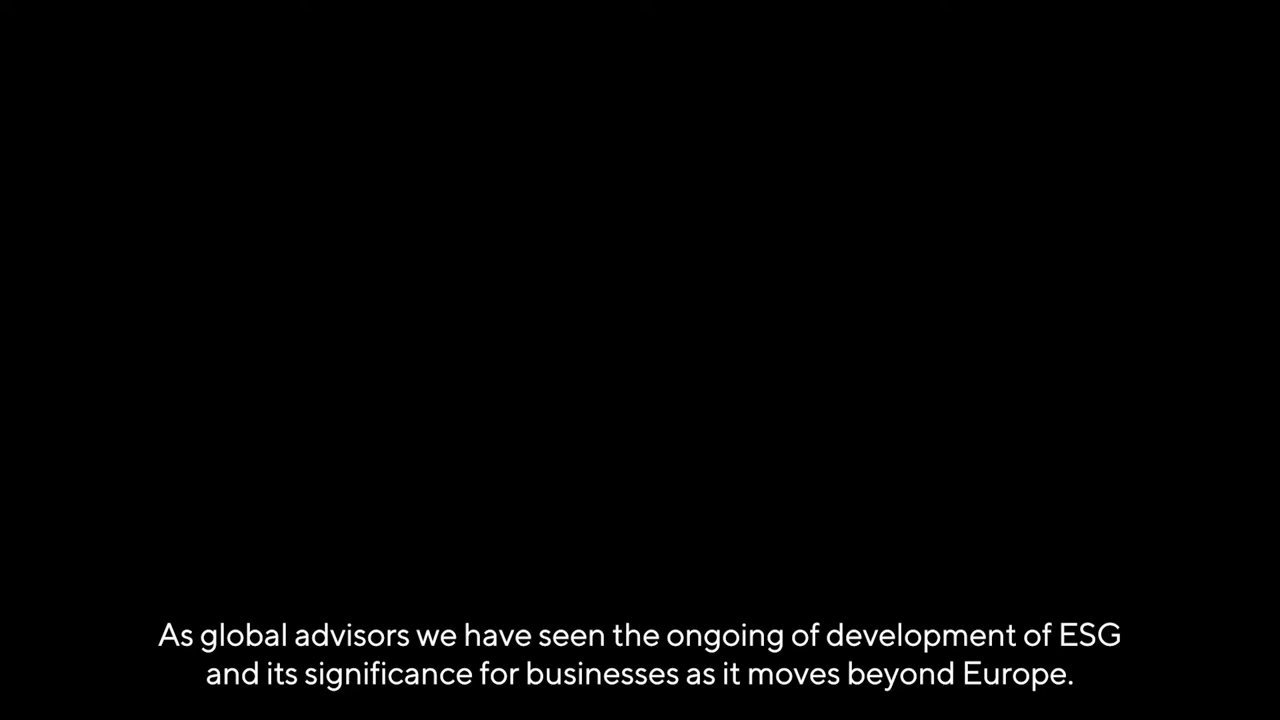 As global advisors we have seen the ongoing of development of ESG
and its significance for businesses as it moves beyond Europe.